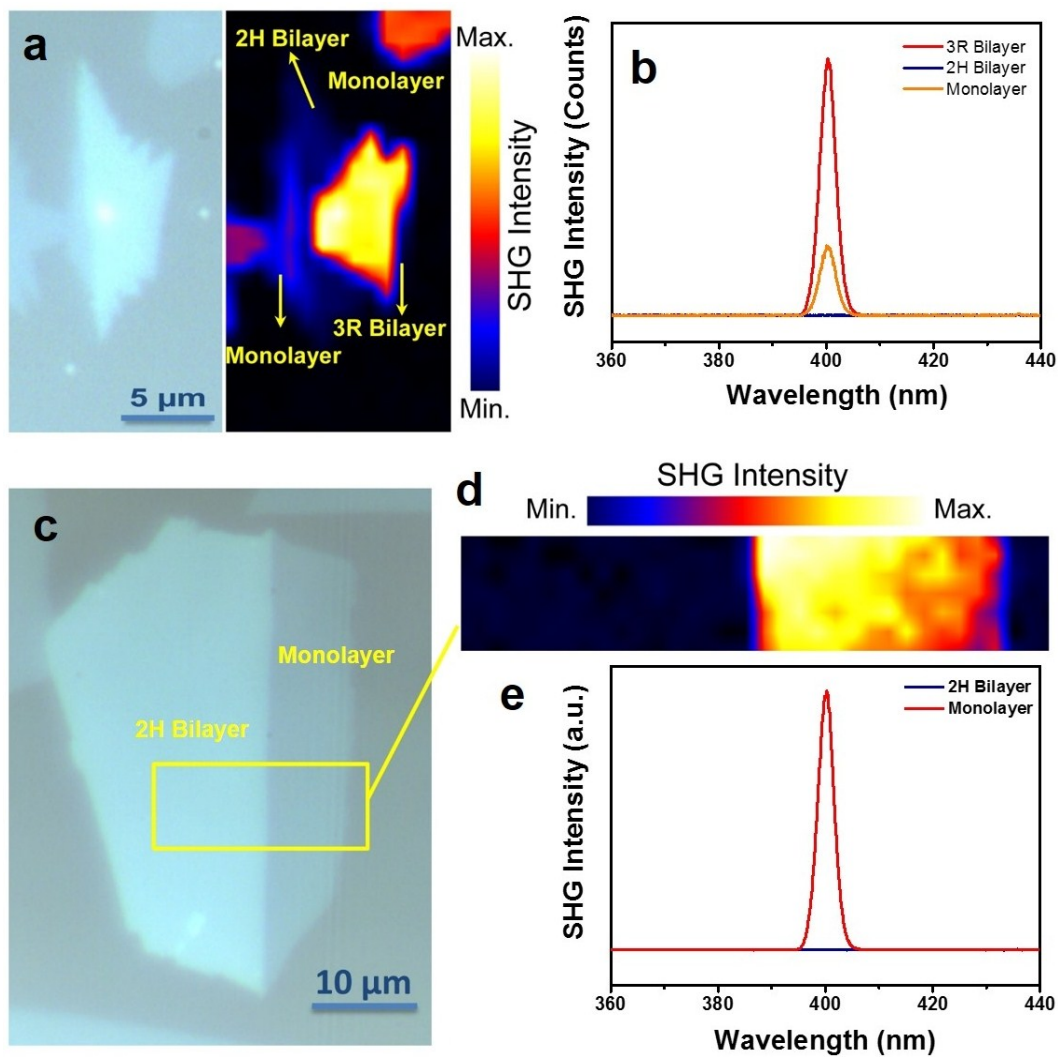 a
2H Bilayer
Monolayer
Monolayer
3R Bilayer
5 µm
Max.
SHG Intensity
Min.
b
3R Bilayer
2H Bilayer
Monolayer
SHG Intensity (Counts)
360 380 400 420 440
Wavelength (nm)
c
Monolayer
2H Bilayer
10 µm
d
SHG Intensity
Min. Max.
e
2H Bilayer
Monolayer
SHG Intensity (a.u.)
360 380 400 420 440
Wavelength (nm)